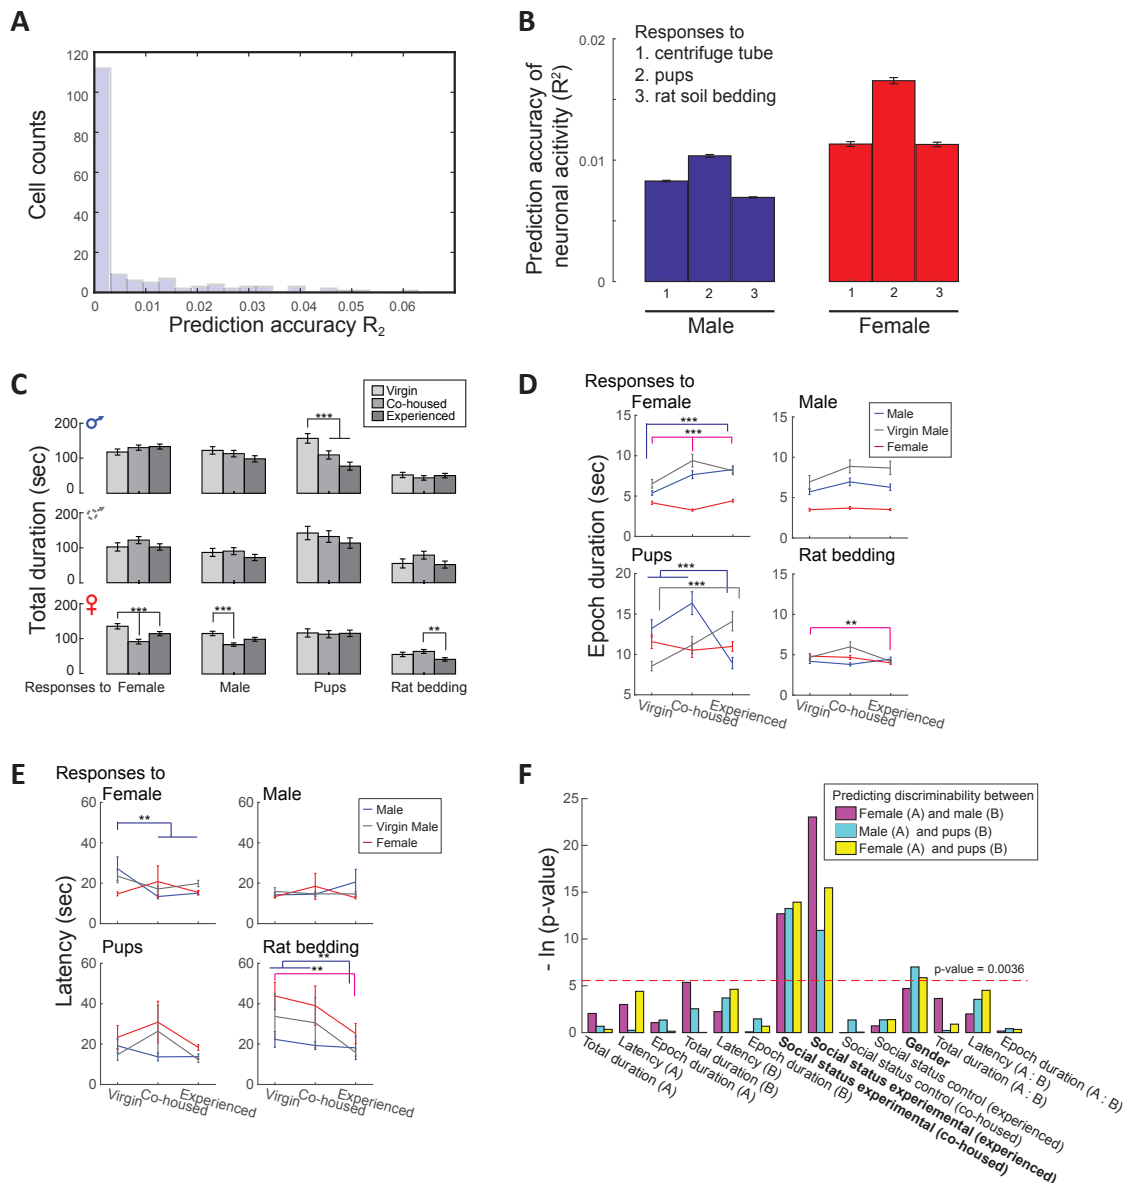 A
120
100
80
60
40
20
0
0
0.01
0.02
0.03
0.04
0.05
0.06
Cell counts
Prediction accuracy R2
B
0.02
0.01
0
Prediction accuracy of
neuronal acitivity (R2)
Responses to
1. centrifuge tube
2. pups
3. rat soil bedding
1 2 3
Male
1 2 3
Female
C
Virgin
Co-housed
Experienced
Total duration (sec)
200
100
0
***
200
100
0
200
100
0
***
***
**
Responses to Female Male Pups Rat bedding
D
Responses to
Female
Male
Male
Virgin Male
Female
Epoch duration (sec)
15
10
5
0
***
***
15
10
5
0
Pups
Rat bedding
20
15
10
5
***
***
15
10
5
0
**
Virgin
Co-housed
Experienced
Virgin
Co-housed
Experienced
E
Responses to
Female
Male
Male
Virgin Male
Female
Latency (sec)
60
40
20
0
**
60
40
20
0
Pups
Rat bedding
60
40
20
0
60
40
20
0
**
**
Virgin
Co-housed
Experienced
Virgin
Co-housed
Experienced
F
Predicting discriminability between
Female (A) and male (B)
Male (A) and pups (B)
Female (A) and pups (B)
- ln (p-value)
25
20
15
10
5
0
p-value = 0.0036
Total duration (A)
Latency (A)
Epoch duration (A)
Total duration (B)
Latency (B)
Epoch duration (B)
Social status experimental (co-housed)
Social status experiemental (experienced)
Social status control (co-housed)
Social status control (experienced)
Gender
Total duration (A : B)
Latency (A : B)
Epoch duration (A : B)